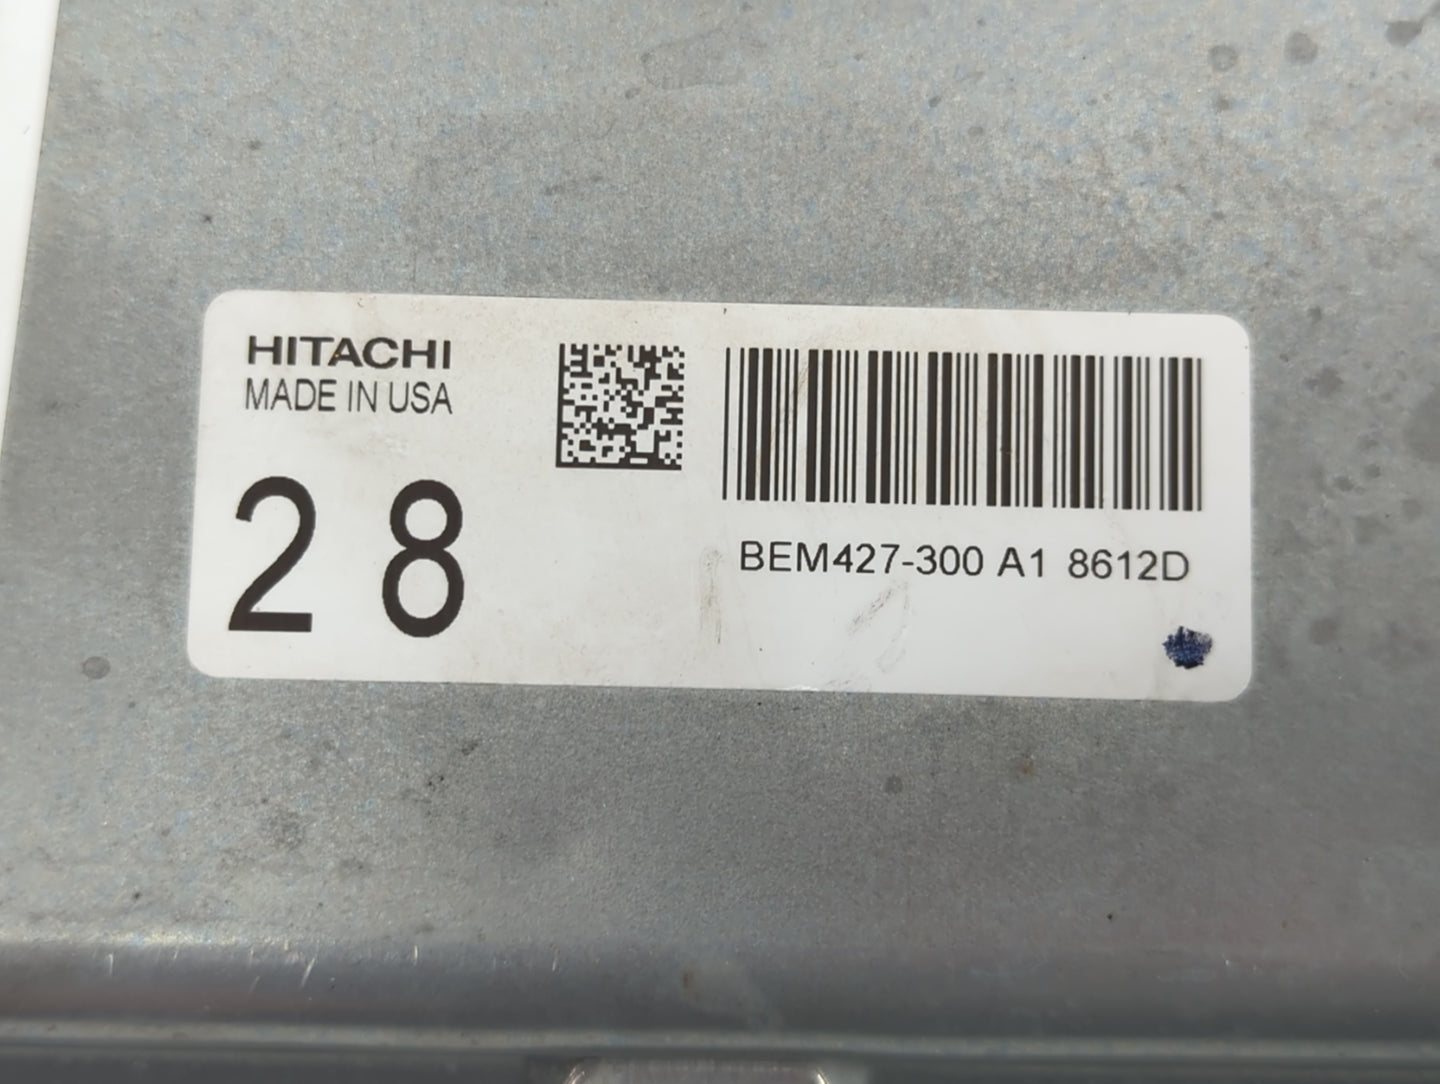 HITACHI
MADE IN USA
28
BEM427-300 A1 8612D